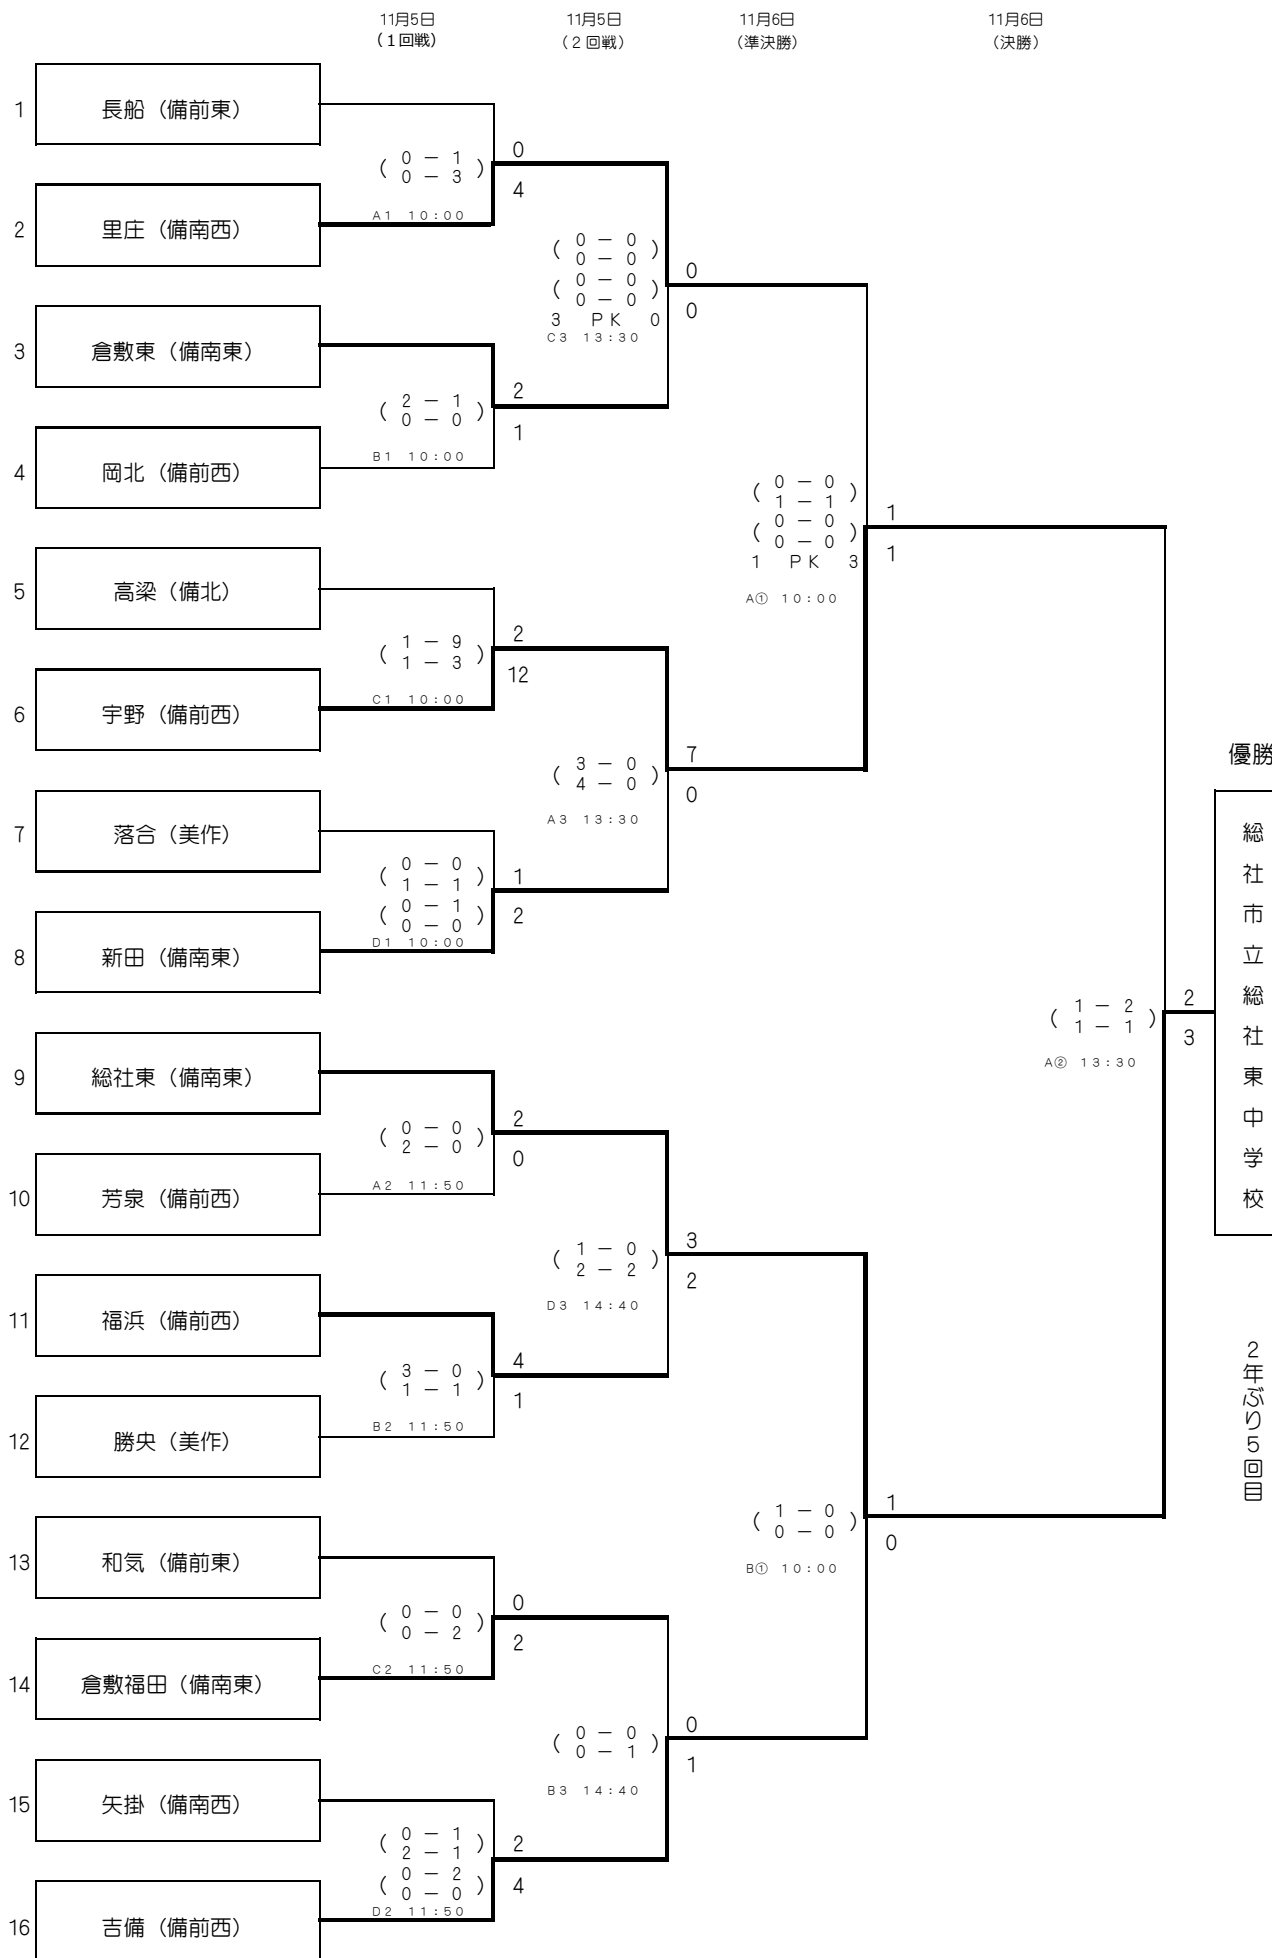 11月5日
(1回戦)
11月5日
(2回戦)
11月6日
(準決勝)
11月6日
(決勝)
1
長船(備前東)
( 0 － 1
0 － 3 )
0
4
A1 10：00
2
里庄(備南西)
( 0 － 0
0 － 0 )
( 0 － 0
0 － 0 )
3 PK 0
C3 13：30
0
0
3
倉敷東(備南東)
( 2 － 1
0 － 0 )
2
1
B1 10：00
4
岡北(備前西)
( 0 － 0
1 － 1 )
( 0 － 0
0 － 0 )
1 PK 3
A① 10：00
1
1
5
高梁(備北)
( 1 － 9
1 － 3 )
2
12
C1 10：00
6
宇野(備前西)
( 3 － 0
4 － 0 )
A3 13：30
7
0
7
落合(美作)
( 0 － 0
1 － 1 )
( 0 － 1
0 － 0 )
D1 10：00
1
2
8
新田(備南東)
( 1 － 2
1 － 1 )
A② 13：30
2
3
優勝
総社市立総社東中学校
2年ぶり5回目
9
総社東(備南東)
( 0 － 0
2 － 0 )
2
0
A2 11：50
10
芳泉(備前西)
( 1 － 0
2 － 2 )
D3 14：40
3
2
11
福浜(備前西)
( 3 － 0
1 － 1 )
4
1
B2 11：50
12
勝央(美作)
( 1 － 0
0 － 0 )
B① 10：00
1
0
13
和気(備前東)
( 0 － 0
0 － 2 )
0
2
C2 11：50
14
倉敷福田(備南東)
( 0 － 0
0 － 1 )
B3 14：40
0
1
15
矢掛(備南西)
( 0 － 1
2 － 1 )
( 0 － 2
0 － 0 )
D2 11：50
2
4
16
吉備(備前西)